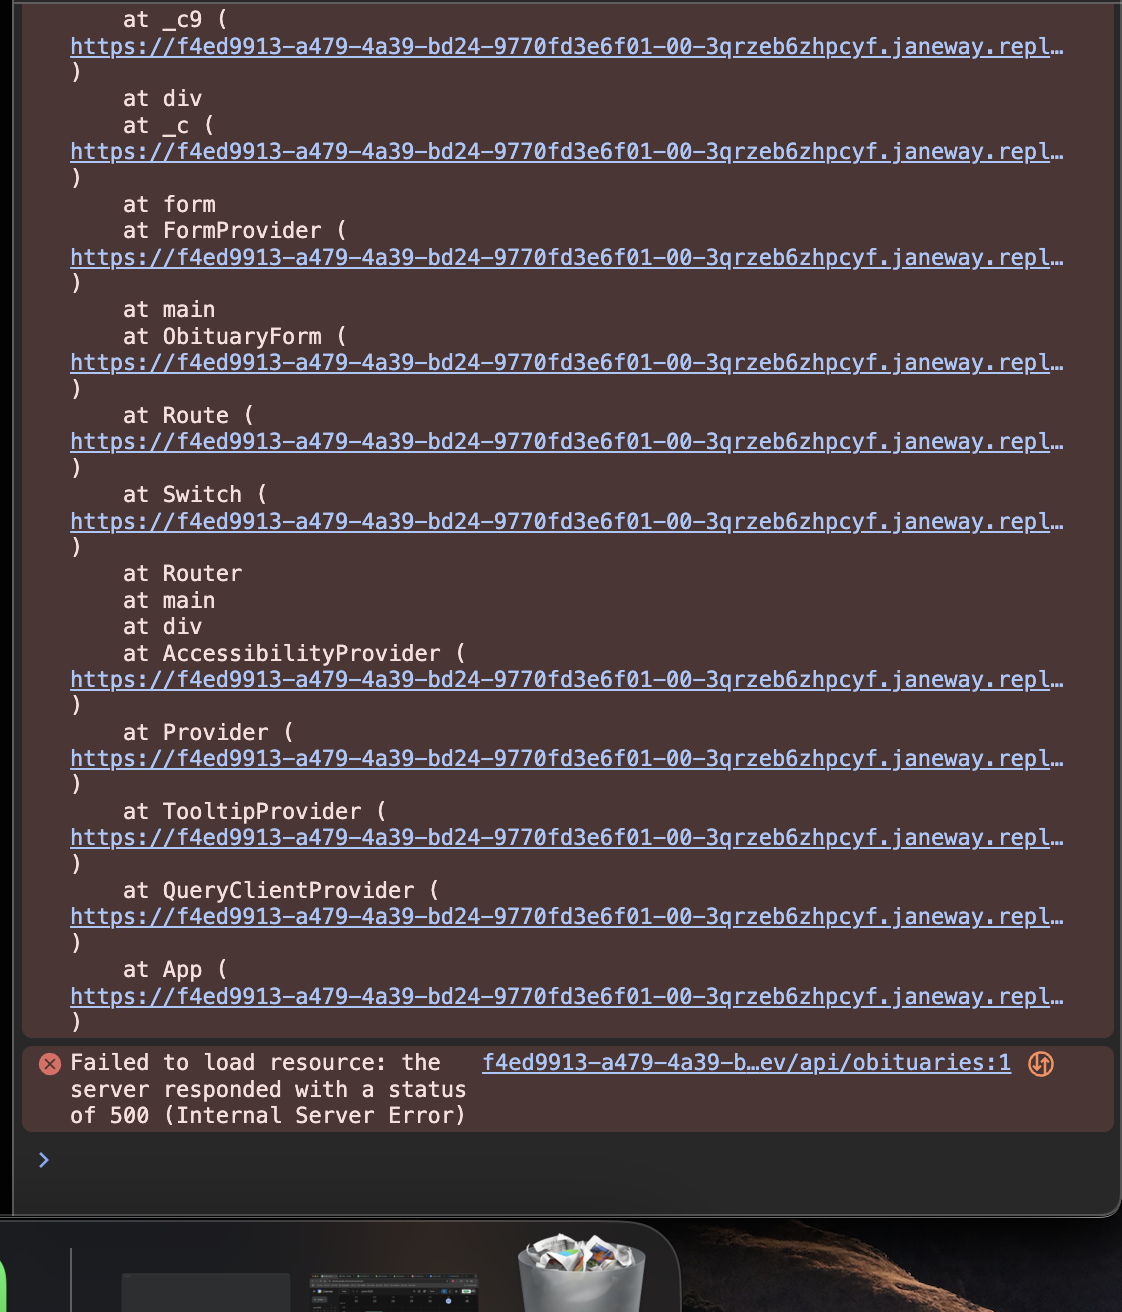 at _c9 (
https://f4ed9913-a479-4a39-bd24-9770fd3e6f01-00-3qrzeb6zhpcyf.janeway.repl…
)
at div
at _c (
https://f4ed9913-a479-4a39-bd24-9770fd3e6f01-00-3qrzeb6zhpcyf.janeway.repl…
)
at form
at FormProvider (
https://f4ed9913-a479-4a39-bd24-9770fd3e6f01-00-3qrzeb6zhpcyf.janeway.repl…
)
at main
at ObituaryForm (
https://f4ed9913-a479-4a39-bd24-9770fd3e6f01-00-3qrzeb6zhpcyf.janeway.repl…
)
at Route (
https://f4ed9913-a479-4a39-bd24-9770fd3e6f01-00-3qrzeb6zhpcyf.janeway.repl…
)
at Switch (
https://f4ed9913-a479-4a39-bd24-9770fd3e6f01-00-3qrzeb6zhpcyf.janeway.repl…
)
at Router
at main
at div
at AccessibilityProvider (
https://f4ed9913-a479-4a39-bd24-9770fd3e6f01-00-3qrzeb6zhpcyf.janeway.repl…
)
at Provider (
https://f4ed9913-a479-4a39-bd24-9770fd3e6f01-00-3qrzeb6zhpcyf.janeway.repl…
)
at TooltipProvider (
https://f4ed9913-a479-4a39-bd24-9770fd3e6f01-00-3qrzeb6zhpcyf.janeway.repl…
)
at QueryClientProvider (
https://f4ed9913-a479-4a39-bd24-9770fd3e6f01-00-3qrzeb6zhpcyf.janeway.repl…
)
at App (
https://f4ed9913-a479-4a39-bd24-9770fd3e6f01-00-3qrzeb6zhpcyf.janeway.repl…
)
Failed to load resource: the f4ed9913-a479-4a39-b…ev/api/obituaries:1
server responded with a status
of 500 (Internal Server Error)